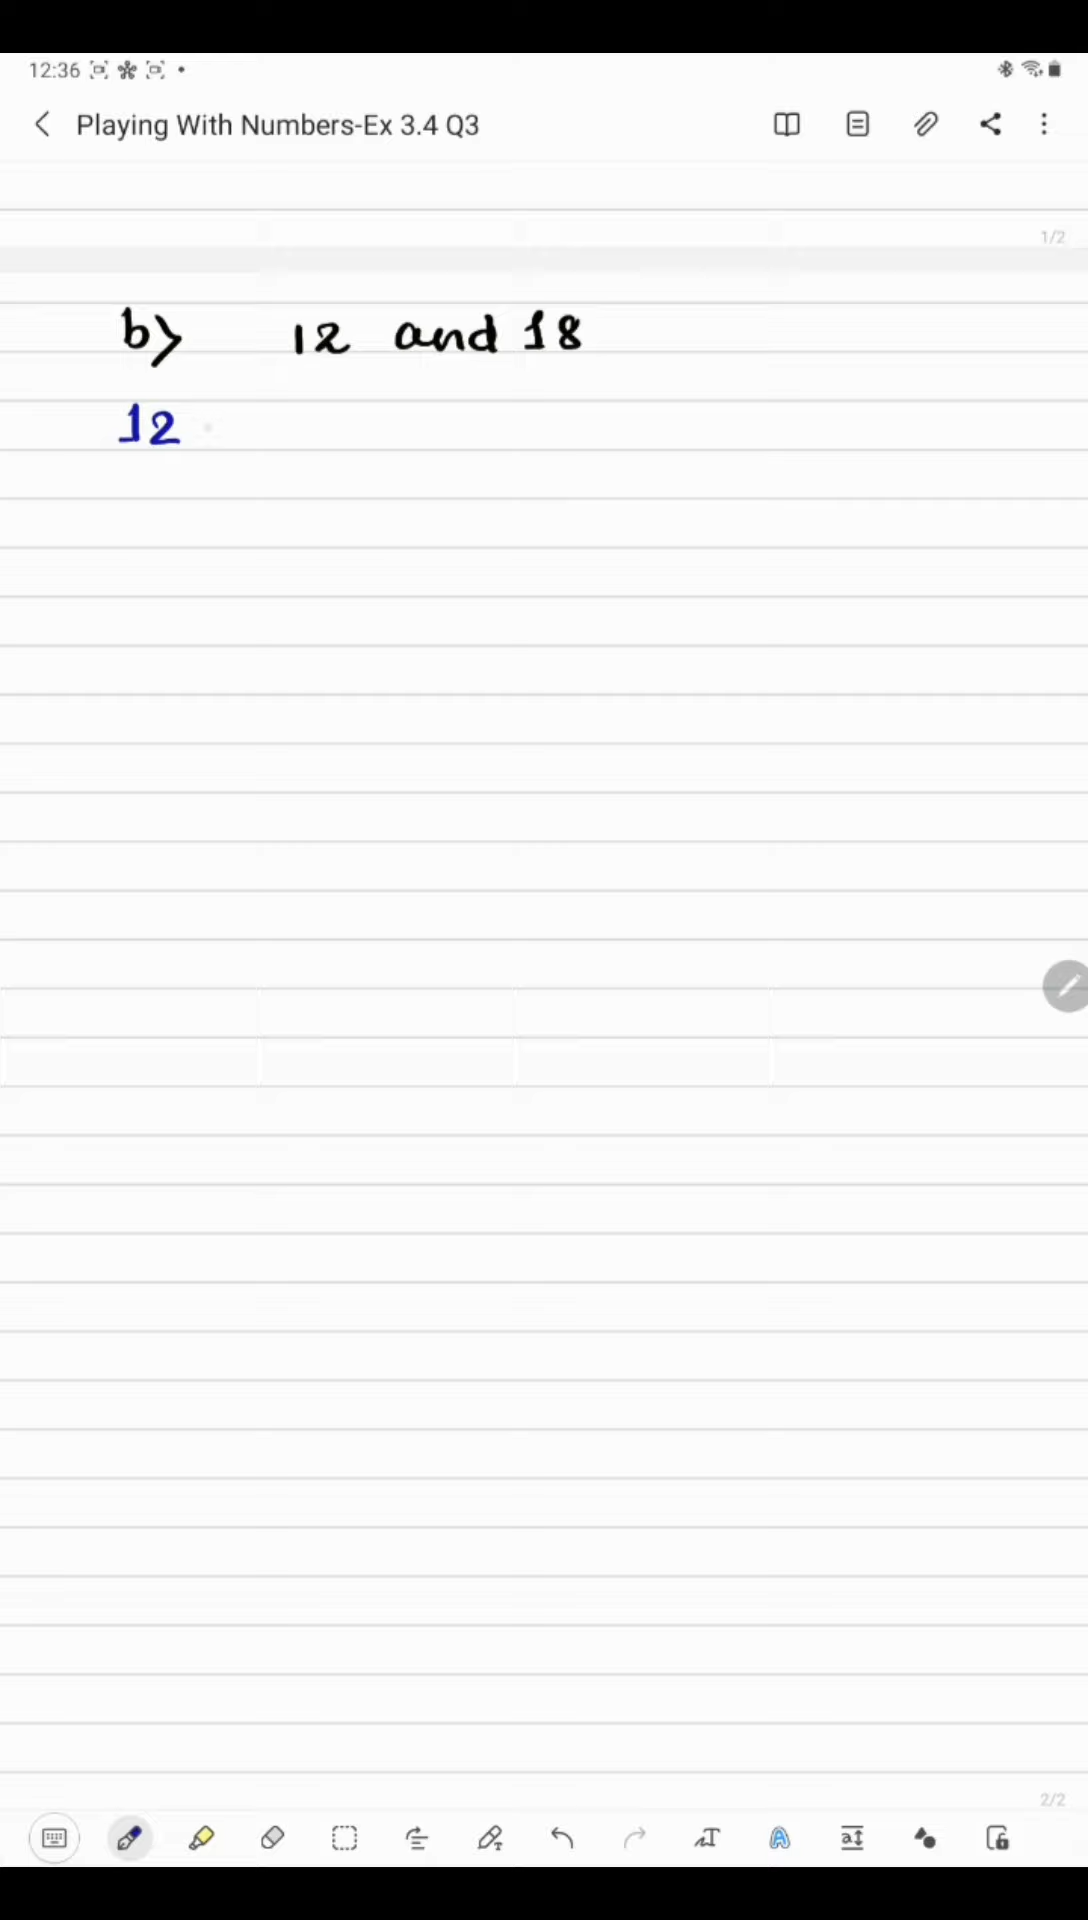 12:36
Playing With Numbers-Ex 3.4 Q3
1/2
b) 12 and 18
12
2/2